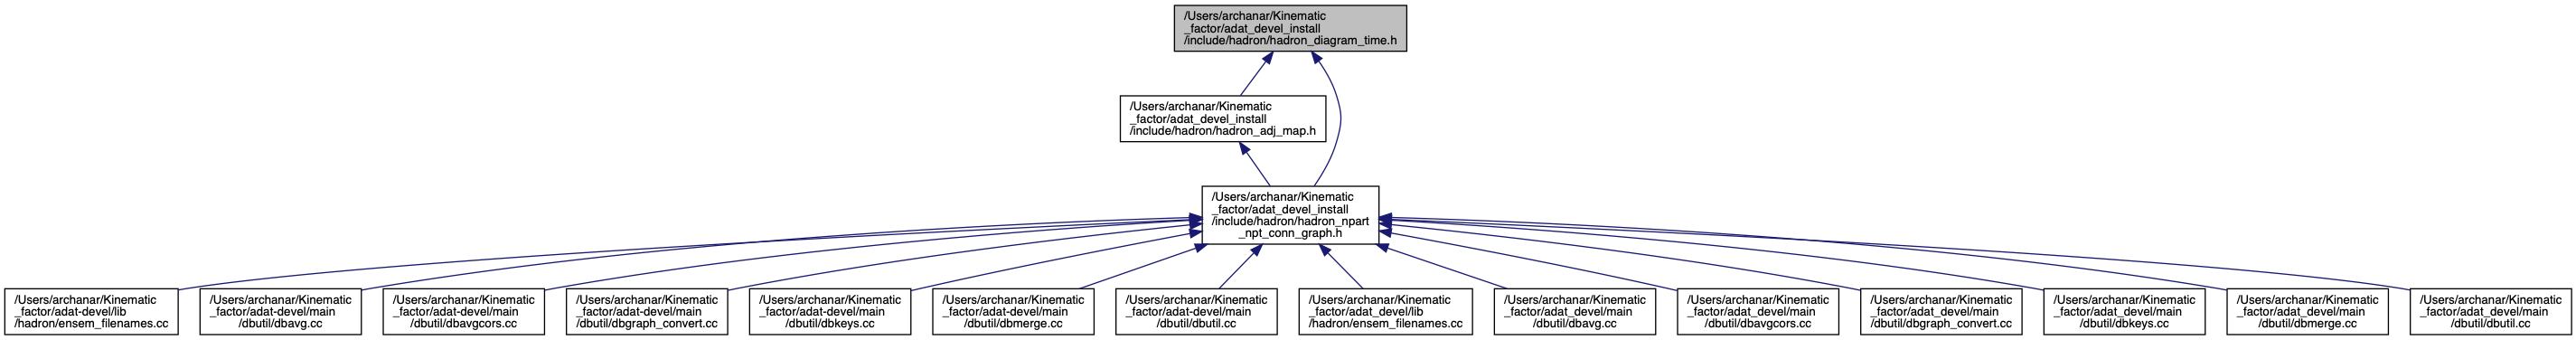 /Users/archanar/Kinematic
_factor/adat_devel_install
/include/hadron/hadron_diagram_time.h
/Users/archanar/Kinematic
_factor/adat_devel_install
/include/hadron/hadron_adj_map.h
/Users/archanar/Kinematic
_factor/adat_devel_install
/include/hadron/hadron_npart
_npt_conn_graph.h
/Users/archanar/Kinematic
_factor/adat-devel/lib
/hadron/ensem_filenames.cc
/Users/archanar/Kinematic
_factor/adat-devel/main
/dbutil/dbavg.cc
/Users/archanar/Kinematic
_factor/adat-devel/main
/dbutil/dbavgcors.cc
/Users/archanar/Kinematic
_factor/adat-devel/main
/dbutil/dbgraph_convert.cc
/Users/archanar/Kinematic
_factor/adat-devel/main
/dbutil/dbkeys.cc
/Users/archanar/Kinematic
_factor/adat-devel/main
/dbutil/dbmerge.cc
/Users/archanar/Kinematic
_factor/adat-devel/main
/dbutil/dbutil.cc
/Users/archanar/Kinematic
_factor/adat_devel/lib
/hadron/ensem_filenames.cc
/Users/archanar/Kinematic
_factor/adat_devel/main
/dbutil/dbavg.cc
/Users/archanar/Kinematic
_factor/adat_devel/main
/dbutil/dbavgcors.cc
/Users/archanar/Kinematic
_factor/adat_devel/main
/dbutil/dbgraph_convert.cc
/Users/archanar/Kinematic
_factor/adat_devel/main
/dbutil/dbkeys.cc
/Users/archanar/Kinematic
_factor/adat_devel/main
/dbutil/dbmerge.cc
/Users/archanar/Kinematic
_factor/adat_devel/main
/dbutil/dbutil.cc